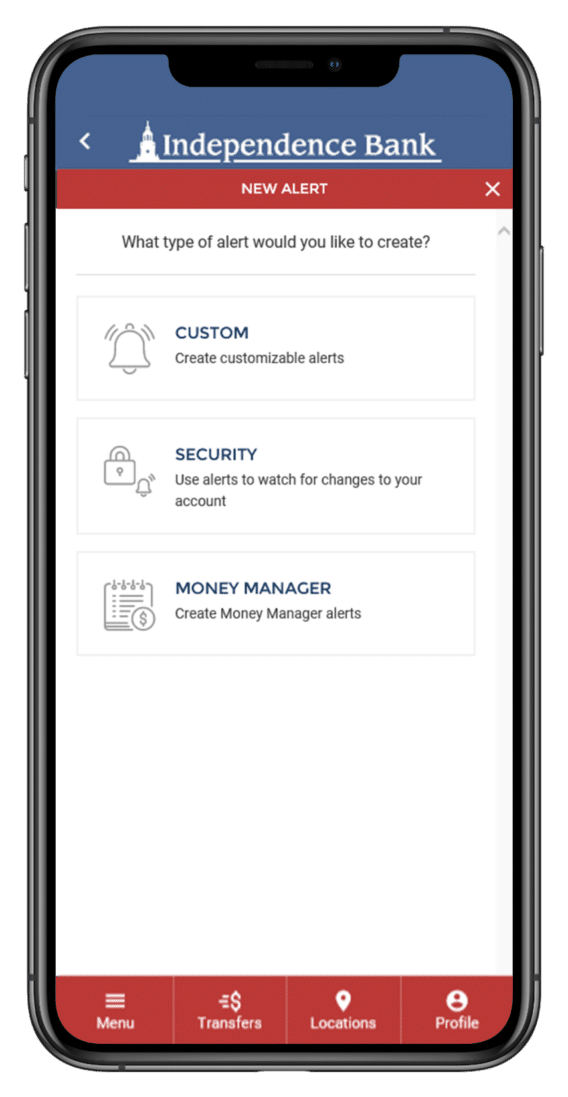 Independence Bank
NEW ALERT
What type of alert would you like to create?
CUSTOM
Create customizable alerts
SECURITY
Use alerts to watch for changes to your
account
MONEY MANAGER
Create Money Manager alerts
Menu
Transfers
Locations
Profile